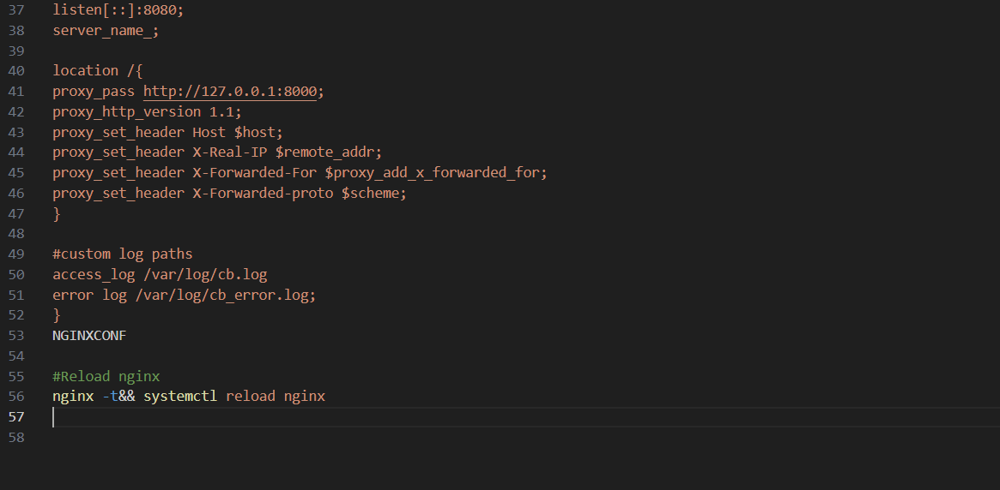 37 listen[::]:8080;
38 server_name_;
39
40 location /{
41 proxy_pass http://127.0.0.1:8000;
42 proxy_http_version 1.1;
43 proxy_set_header Host $host;
44 proxy_set_header X-Real-IP $remote_addr;
45 proxy_set_header X-Forwarded-For $proxy_add_x_forwarded_for;
46 proxy_set_header X-Forwarded-proto $scheme;
47 }
48
49 #custom log paths
50 access_log /var/log/cb.log
51 error log /var/log/cb_error.log;
52 }
53 NGINXCONF
54
55 #Reload nginx
56 nginx -t&& systemctl reload nginx
57
58